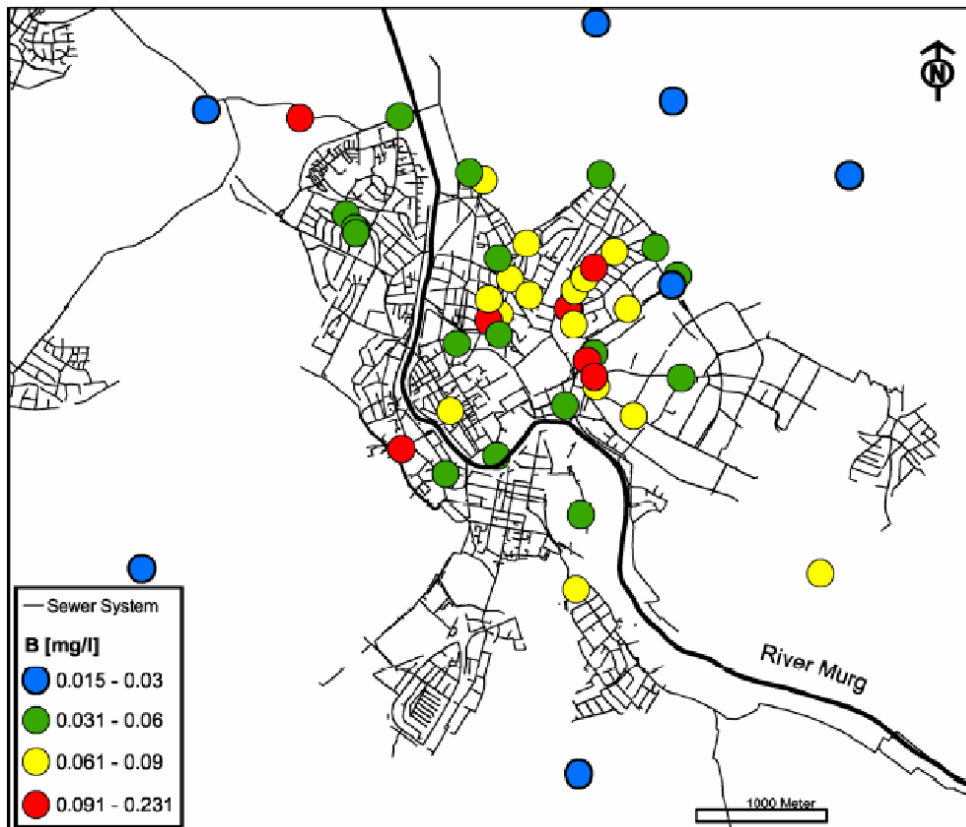 N
River Murg
Sewer System
B [mg/l]
0.015 - 0.03
0.031 - 0.06
0.061 - 0.09
0.091 - 0.231
1000 Meter